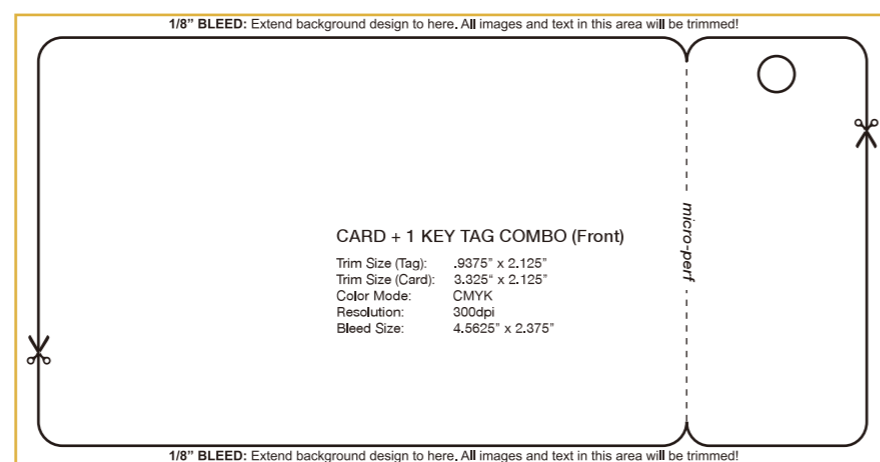 1/8” BLEED: Extend background design to here. All images and text in this area will be trimmed!
micro-perf
CARD + 1 KEY TAG COMBO (Front)
Trim Size (Tag): .9375” x 2.125”
Trim Size (Card): 3.325“ x 2.125”
Color Mode: CMYK
Resolution: 300dpi
Bleed Size: 4.5625” x 2.375”
1/8” BLEED: Extend background design to here. All images and text in this area will be trimmed!